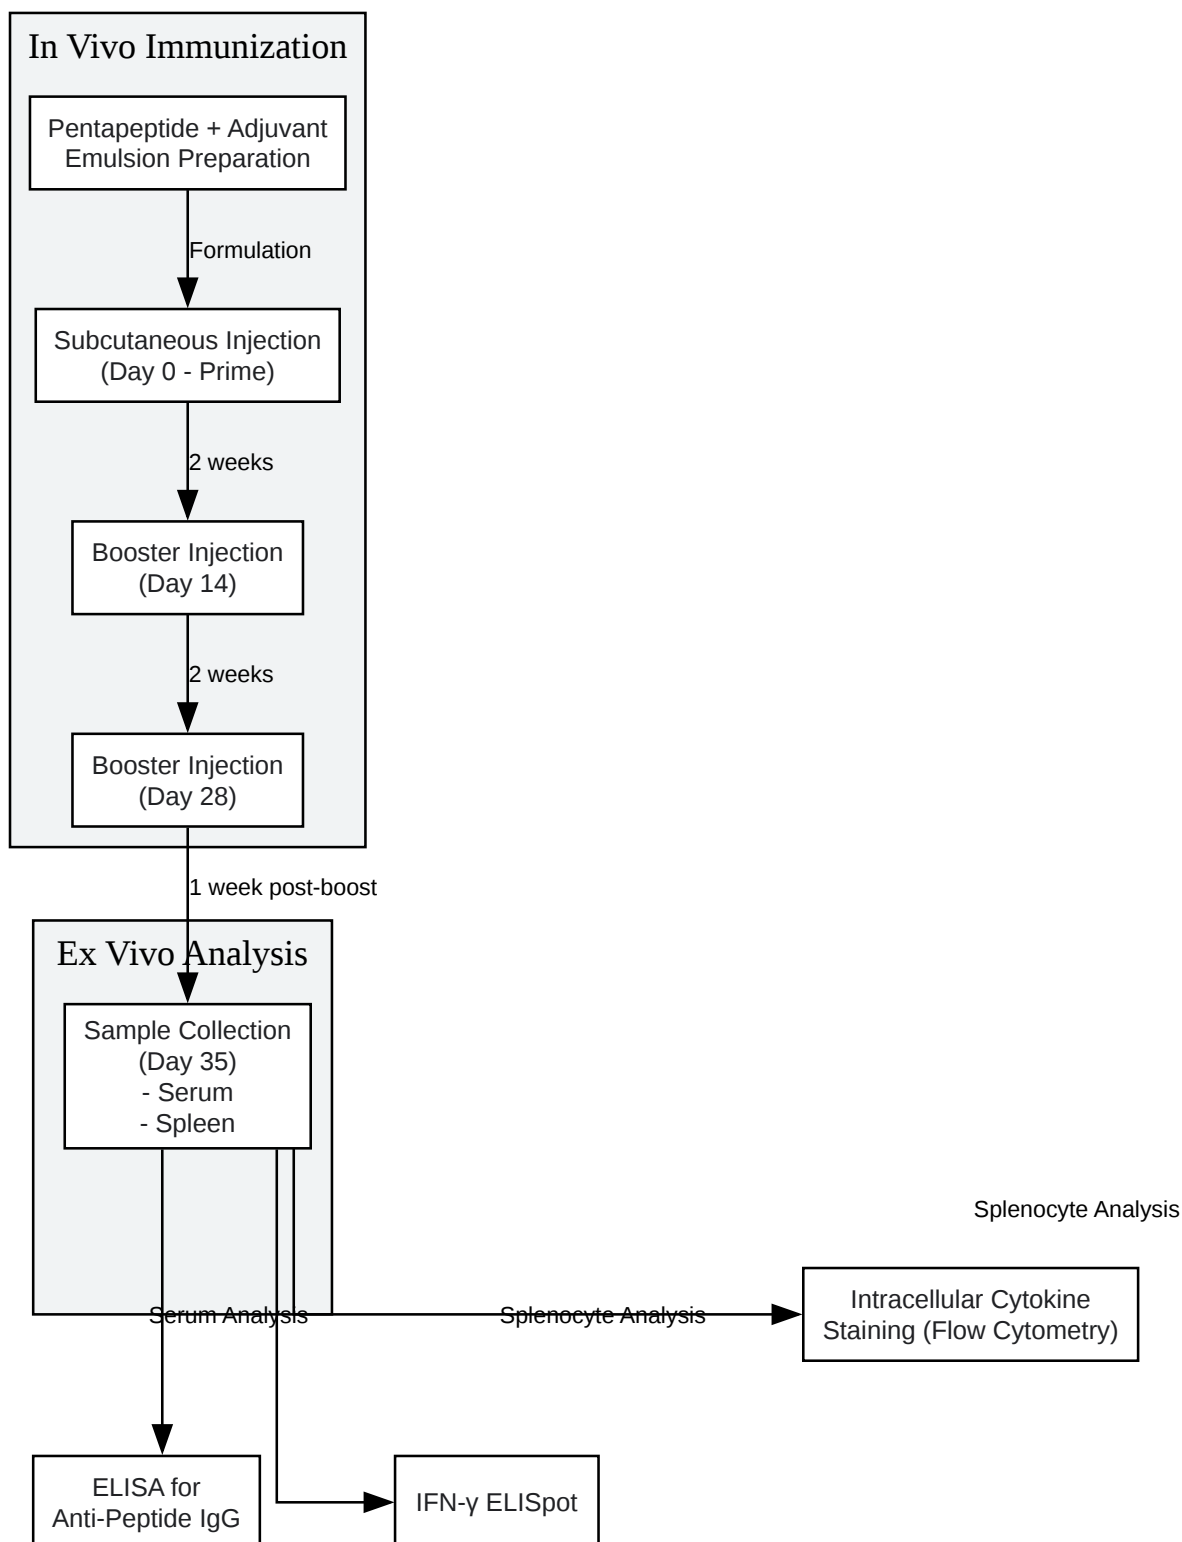 In Vivo Immunization
Pentapeptide + Adjuvant
Emulsion Preparation
Formulation
Subcutaneous Injection
(Day 0 - Prime)
2 weeks
Booster Injection
(Day 14)
2 weeks
Booster Injection
(Day 28)
1 week post-boost
Ex Vivo Analysis
Sample Collection
(Day 35)
- Serum
- Spleen
Splenocyte Analysis
Serum Analysis
Splenocyte Analysis
Intracellular Cytokine
Staining (Flow Cytometry)
ELISA for
Anti-Peptide IgG
IFN-γ ELISpot